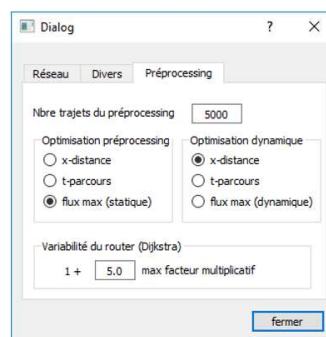 Dialog ? X
Réseau Divers Préprocessing
Nbre trajets du préprocessing 5000
Optimisation préprocessing
x-distance
t-parcours
flux max (statique)
Optimisation dynamique
x-distance
t-parcours
flux max (dynamique)
Variabilité du router (Dijkstra)
1 + 5.0 max facteur multiplicatif
fermer